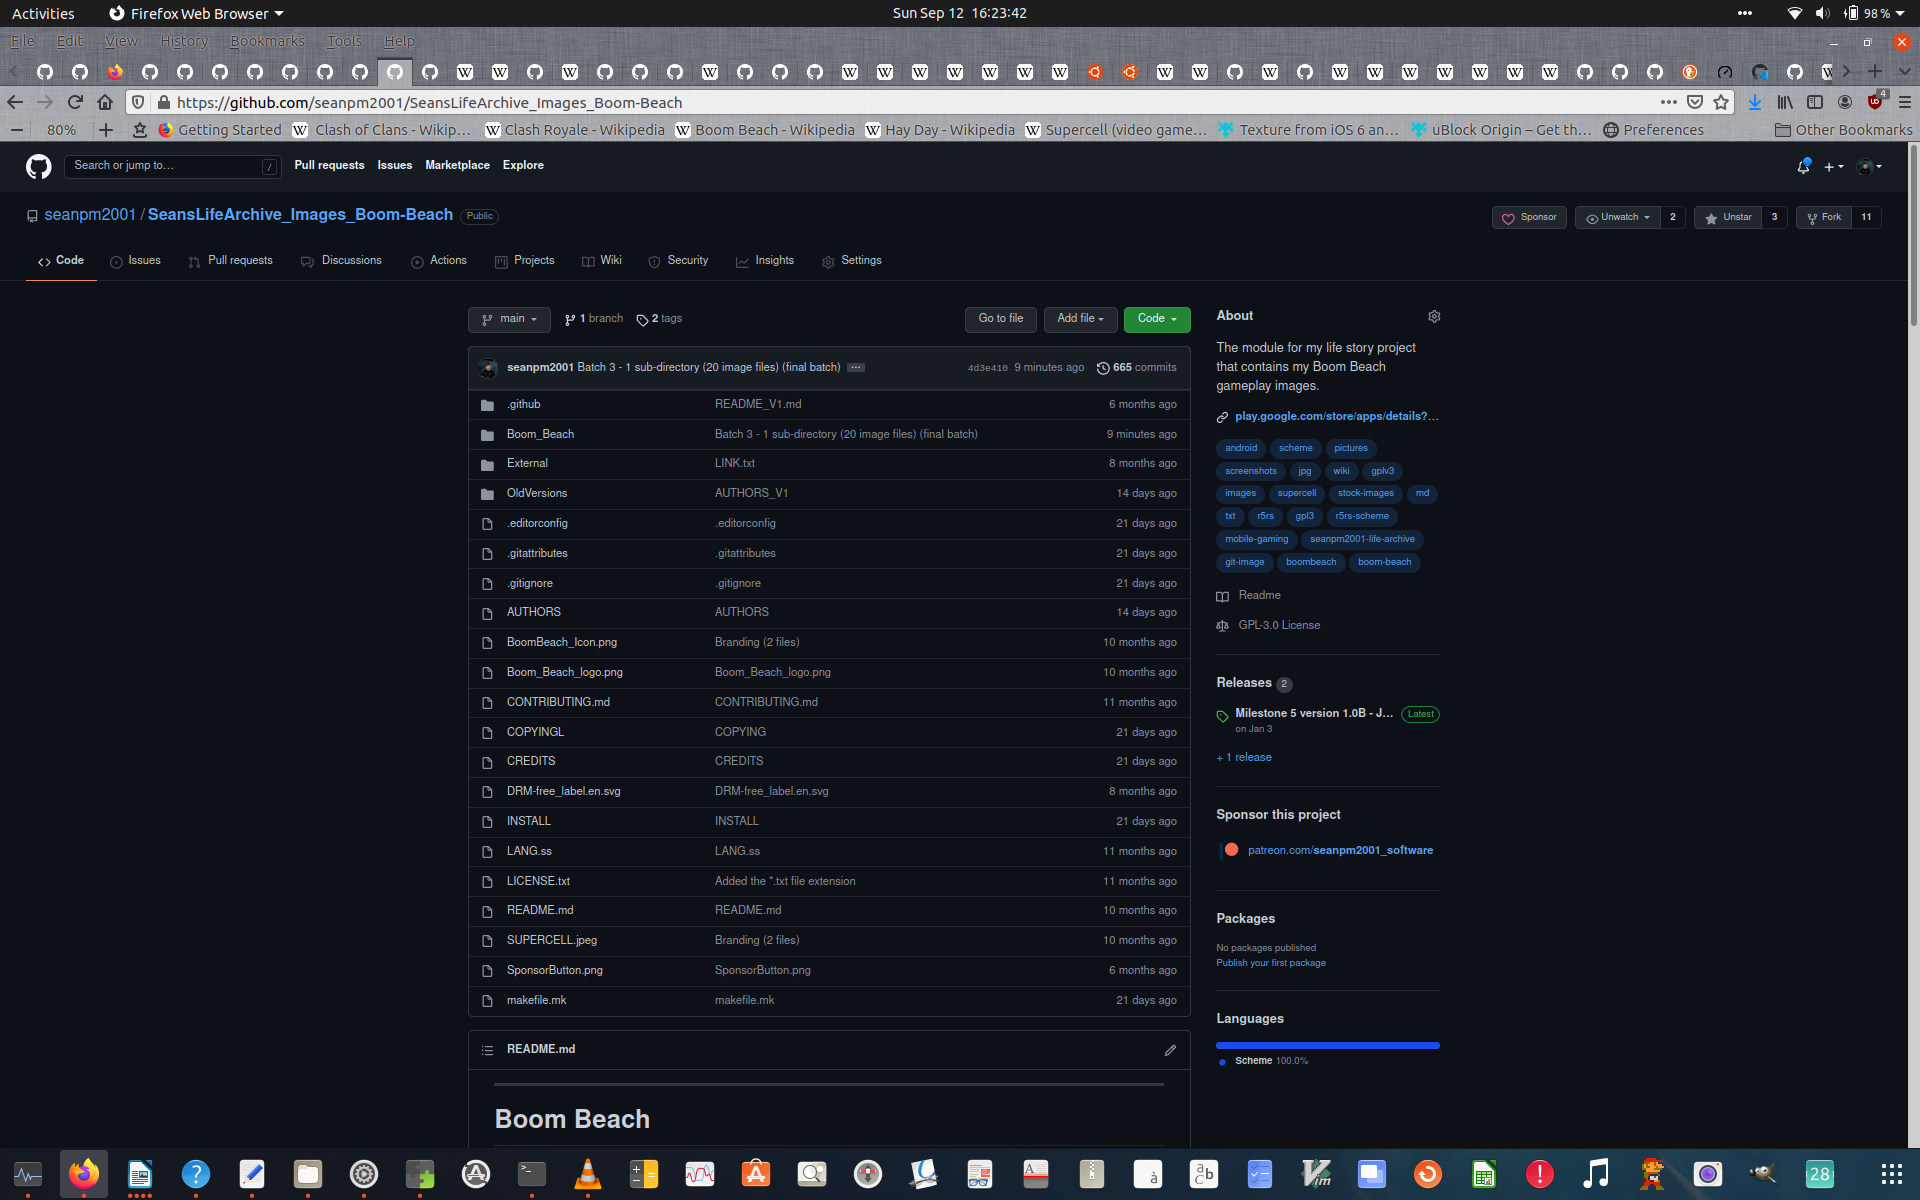 Activities
Firefox Web Browser
Sun Sep 12 16:23:42
98 %
File Edit View History Bookmarks Tools Help
https://github.com/seanpm2001/SeansLifeArchive_Images_Boom-Beach
4
80%
Getting Started
Clash of Clans - Wikip…
Clash Royale - Wikipedia
Boom Beach - Wikipedia
Hay Day - Wikipedia
Supercell (video game…
Texture from iOS 6 an…
uBlock Origin – Get th…
Preferences
Other Bookmarks
Search or jump to…
/
Pull requests Issues Marketplace Explore
seanpm2001 / SeansLifeArchive_Images_Boom-Beach Public
Sponsor
Unwatch 2
Unstar 3
Fork 11
Code Issues Pull requests Discussions Actions Projects Wiki Security Insights Settings
main 1 branch 2 tags
Go to file Add file Code
seanpm2001 Batch 3 - 1 sub-directory (20 image files) (final batch) 4d3e410 9 minutes ago 665 commits
.github README_V1.md 6 months ago
Boom_Beach Batch 3 - 1 sub-directory (20 image files) (final batch) 9 minutes ago
External LINK.txt 8 months ago
OldVersions AUTHORS_V1 14 days ago
.editorconfig .editorconfig 21 days ago
.gitattributes .gitattributes 21 days ago
.gitignore .gitignore 21 days ago
AUTHORS AUTHORS 14 days ago
BoomBeach_Icon.png Branding (2 files) 10 months ago
Boom_Beach_logo.png Boom_Beach_logo.png 10 months ago
CONTRIBUTING.md CONTRIBUTING.md 11 months ago
COPYINGL COPYING 21 days ago
CREDITS CREDITS 21 days ago
DRM-free_label.en.svg DRM-free_label.en.svg 8 months ago
INSTALL INSTALL 21 days ago
LANG.ss LANG.ss 11 months ago
LICENSE.txt Added the *.txt file extension 11 months ago
README.md README.md 10 months ago
SUPERCELL.jpeg Branding (2 files) 10 months ago
SponsorButton.png SponsorButton.png 6 months ago
makefile.mk makefile.mk 21 days ago
README.md
Boom Beach
About
The module for my life story project
that contains my Boom Beach
gameplay images.
play.google.com/store/apps/details?…
android scheme pictures
screenshots jpg wiki gplv3
images supercell stock-images md
txt r5rs gpl3 r5rs-scheme
mobile-gaming seanpm2001-life-archive
git-image boombeach boom-beach
Readme
GPL-3.0 License
Releases 2
Milestone 5 version 1.0B - J… Latest
on Jan 3
+ 1 release
Sponsor this project
patreon.com/seanpm2001_software
Packages
No packages published
Publish your first package
Languages
Scheme 100.0%
28